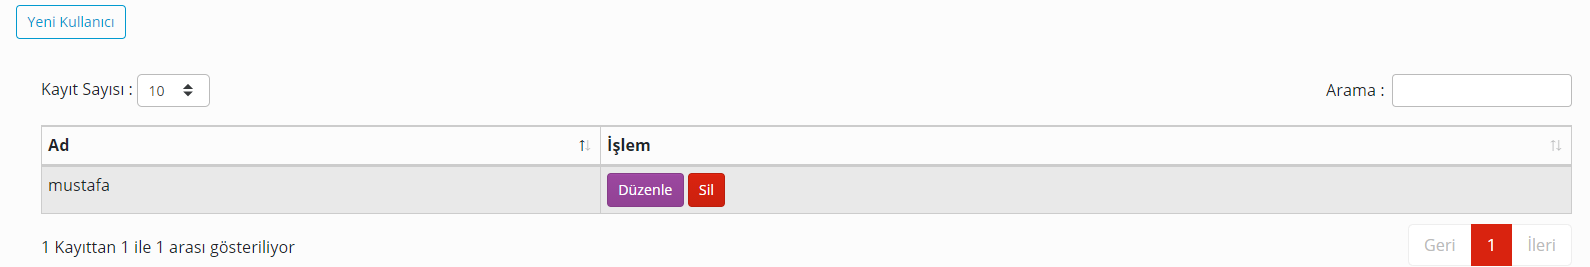 Yeni Kullanıcı
Kayıt Sayısı : 10 Arama :
Ad İşlem
mustafa Düzenle Sil
1 Kayıttan 1 ile 1 arası gösteriliyor Geri 1 İleri